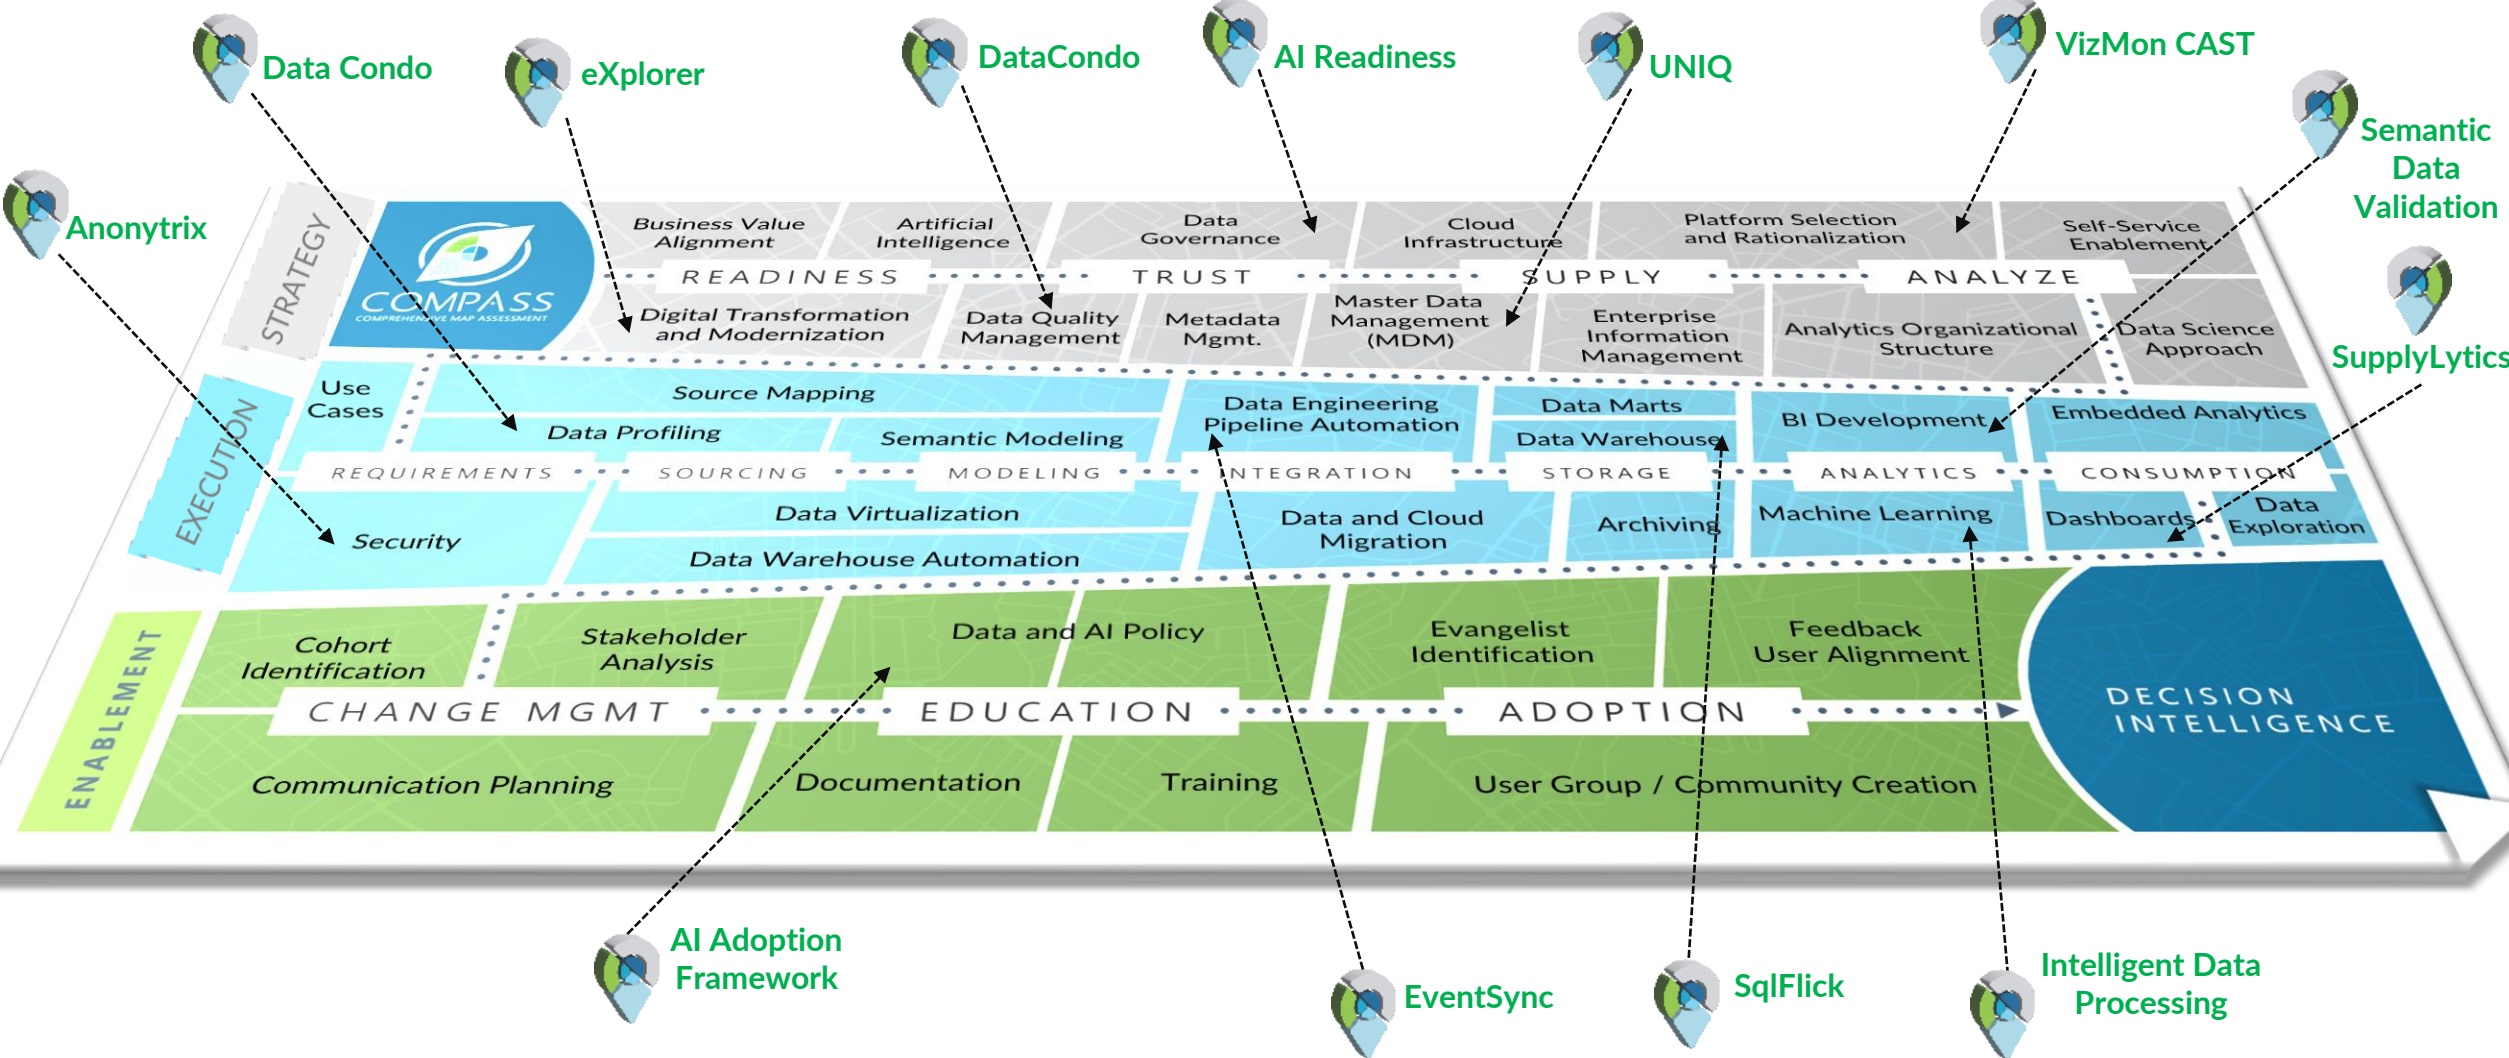 Data Condo
eXplorer
DataCondo
AI Readiness
UNIQ
VizMon CAST
Semantic
Data
Validation
Anonytrix
SupplyLytics
STRATEGY
COMPASS
COMPREHENSIVE MAP ASSESSMENT
Business Value
Alignment
Artificial
Intelligence
Data
Governance
Cloud
Infrastructure
Platform Selection
and Rationalization
Self-Service
Enablement
READINESS
TRUST
SUPPLY
ANALYZE
Digital Transformation
and Modernization
Data Quality
Management
Metadata
Mgmt.
Master Data
Management
(MDM)
Enterprise
Information
Management
Analytics Organizational
Structure
Data Science
Approach
EXECUTION
Use
Cases
Source Mapping
Data Profiling
Semantic Modeling
Data Engineering
Pipeline Automation
Data Marts
Data Warehouse
BI Development
Embedded Analytics
REQUIREMENTS
SOURCING
MODELING
INTEGRATION
STORAGE
ANALYTICS
CONSUMPTION
Security
Data Virtualization
Data Warehouse Automation
Data and Cloud
Migration
Archiving
Machine Learning
Dashboards
Data
Exploration
ENABLEMENT
Cohort
Identification
Stakeholder
Analysis
Data and AI Policy
Evangelist
Identification
Feedback
User Alignment
CHANGE MGMT
EDUCATION
ADOPTION
DECISION
INTELLIGENCE
Communication Planning
Documentation
Training
User Group / Community Creation
AI Adoption
Framework
EventSync
SqlFlick
Intelligent Data
Processing